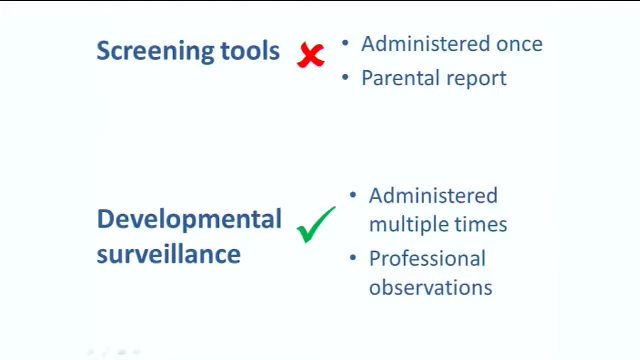 Screening tools
• Administered once
• Parental report
Developmental
surveillance
• Administered
multiple times
• Professional
observations